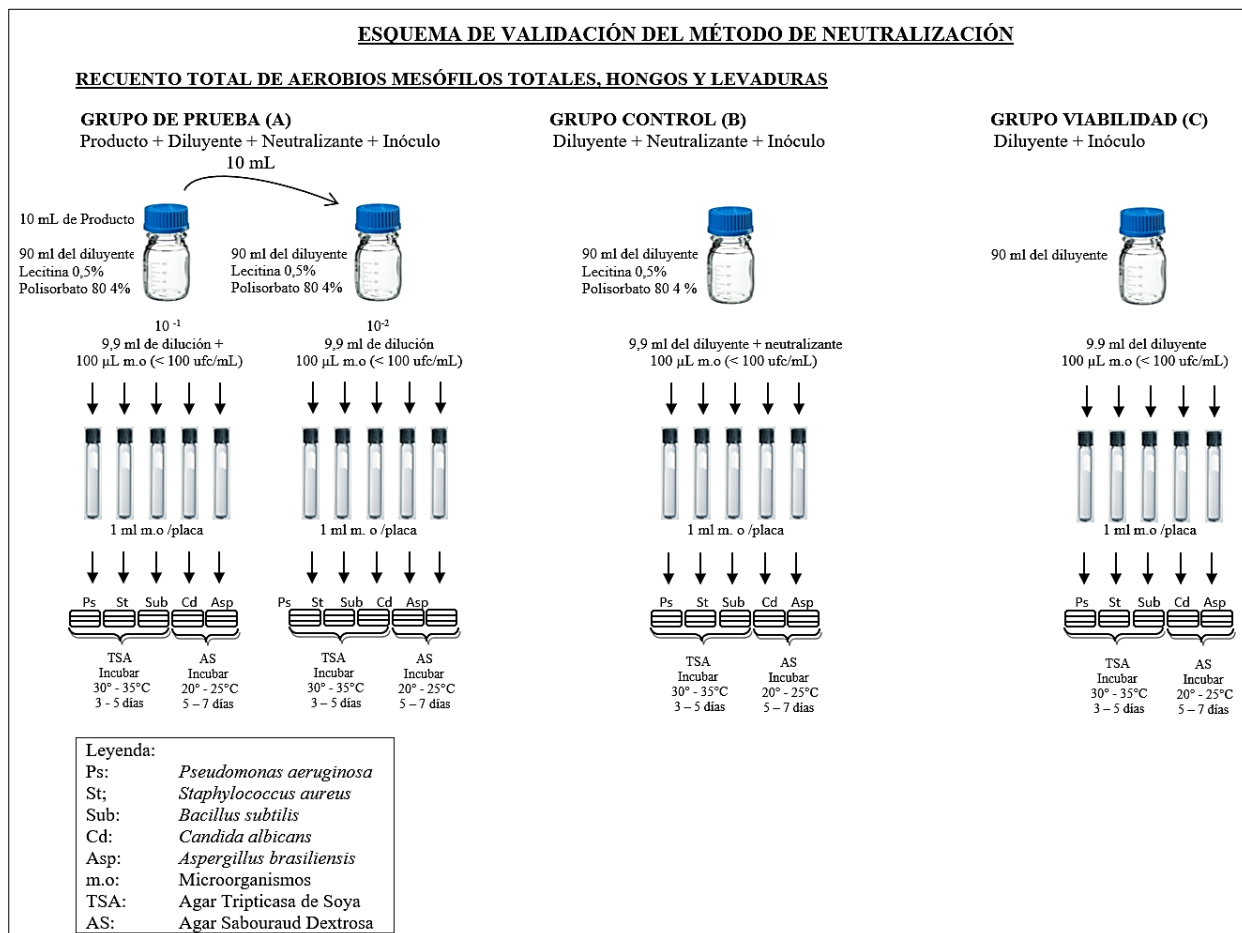 ESQUEMA DE VALIDACIÓN DEL MÉTODO DE NEUTRALIZACIÓN
RECUENTO TOTAL DE AEROBIOS MESÓFILOS TOTALES, HONGOS Y LEVADURAS
GRUPO DE PRUEBA (A)
Producto + Diluyente + Neutralizante + Inóculo
10 mL
10 mL de Producto
90 ml del diluyente
Lecitina 0,5%
Polisorbato 80 4%
90 ml del diluyente
Lecitina 0,5%
Polisorbato 80 4%
10 -1
9,9 ml de dilución +
100 µL m.o (< 100 ufc/mL)
10-2
9,9 ml de dilución
100 µL m.o (< 100 ufc/mL)
1 ml m.o /placa
1 ml m. o /placa
Ps St Sub Cd Asp
Ps St Sub Cd Asp
TSA
Incubar
30° - 35°C
3 - 5 días
AS
Incubar
20° - 25°C
5 – 7 días
TSA
Incubar
30° - 35°C
3 – 5 días
AS
Incubar
20° - 25°C
5 – 7 días
GRUPO CONTROL (B)
Diluyente + Neutralizante + Inóculo
90 ml del diluyente
Lecitina 0,5%
Polisorbato 80 4 %
9,9 ml del diluyente + neutralizante
100 µL m.o (< 100 ufc/mL)
1 ml m.o /placa
Ps St Sub Cd Asp
TSA
Incubar
30° - 35°C
3 – 5 días
AS
Incubar
20° - 25°C
5 – 7 días
GRUPO VIABILIDAD (C)
Diluyente + Inóculo
90 ml del diluyente
9.9 ml del diluyente
100 µL m.o (< 100 ufc/mL)
1 ml m.o /placa
Ps St Sub Cd Asp
TSA
Incubar
30° - 35°C
3 – 5 días
AS
Incubar
20° - 25°C
5 – 7 días
Leyenda:
Ps: Pseudomonas aeruginosa
St; Staphylococcus aureus
Sub: Bacillus subtilis
Cd: Candida albicans
Asp: Aspergillus brasiliensis
m.o: Microorganismos
TSA: Agar Tripticasa de Soya
AS: Agar Sabouraud Dextrosa